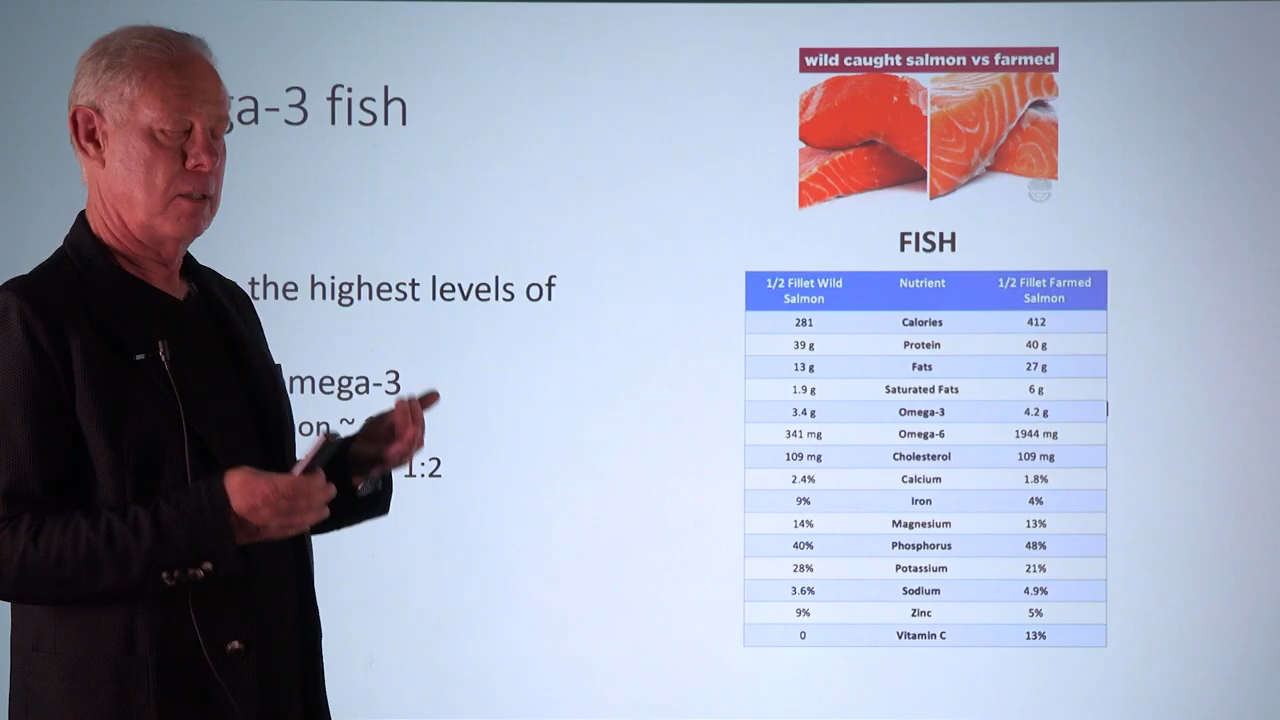 ga-3 fish
the highest levels of
mega-3
on ~
1:2
wild caught salmon vs farmed
FISH
1/2 Fillet Wild Salmon Nutrient 1/2 Fillet Farmed Salmon
281 Calories 412
39 g Protein 40 g
13 g Fats 27 g
1.9 g Saturated Fats 6 g
3.4 g Omega-3 4.2 g
341 mg Omega-6 1944 mg
109 mg Cholesterol 109 mg
2.4% Calcium 1.8%
9% Iron 4%
14% Magnesium 13%
40% Phosphorus 48%
28% Potassium 21%
3.6% Sodium 4.9%
9% Zinc 5%
0 Vitamin C 13%